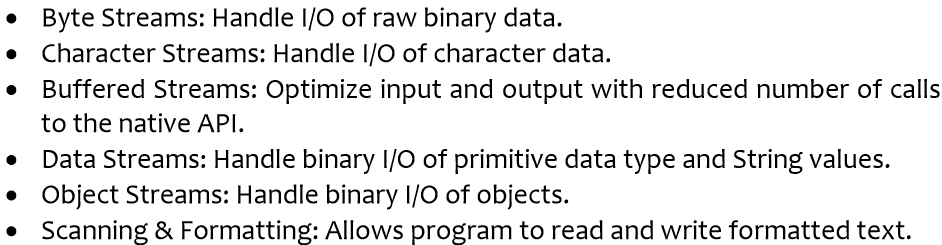 • Byte Streams: Handle I/O of raw binary data.
• Character Streams: Handle I/O of character data.
• Buffered Streams: Optimize input and output with reduced number of calls
to the native API.
• Data Streams: Handle binary I/O of primitive data type and String values.
• Object Streams: Handle binary I/O of objects.
• Scanning & Formatting: Allows program to read and write formatted text.